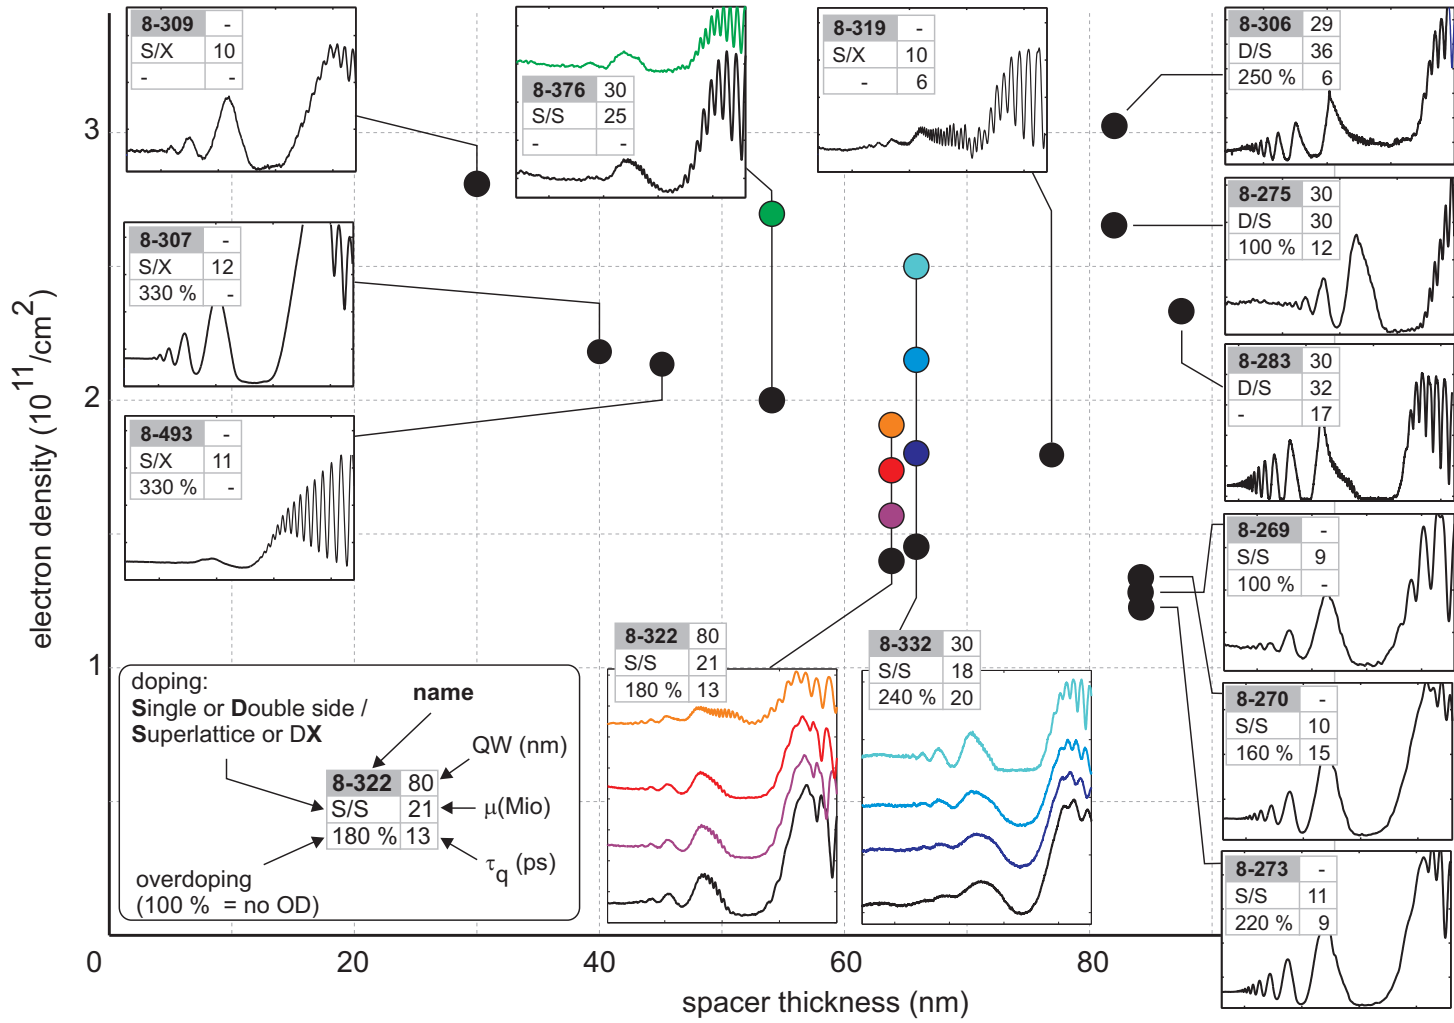 8-309 -
S/X 10
- -
8-376 30
S/S 25
- -
8-319 -
S/X 10
- 6
8-306 29
D/S 36
250 % 6
8-275 30
D/S 30
100 % 12
8-307 -
S/X 12
330 % -
8-283 30
D/S 32
- 17
8-493 -
S/X 11
330 % -
8-269 -
S/S 9
100 % -
8-322 80
S/S 21
180 % 13
8-332 30
S/S 18
240 % 20
8-270 -
S/S 10
160 % 15
8-273 -
S/S 11
220 % 9
doping:
Single or Double side /
Superlattice or DX
name
QW (nm)
8-322 80
S/S 21
180 % 13
μ(Mio)
τq (ps)
overdoping
(100 % = no OD)
3
2
1
0 20 40 60 80
electron density (10^11/cm^2)
spacer thickness (nm)